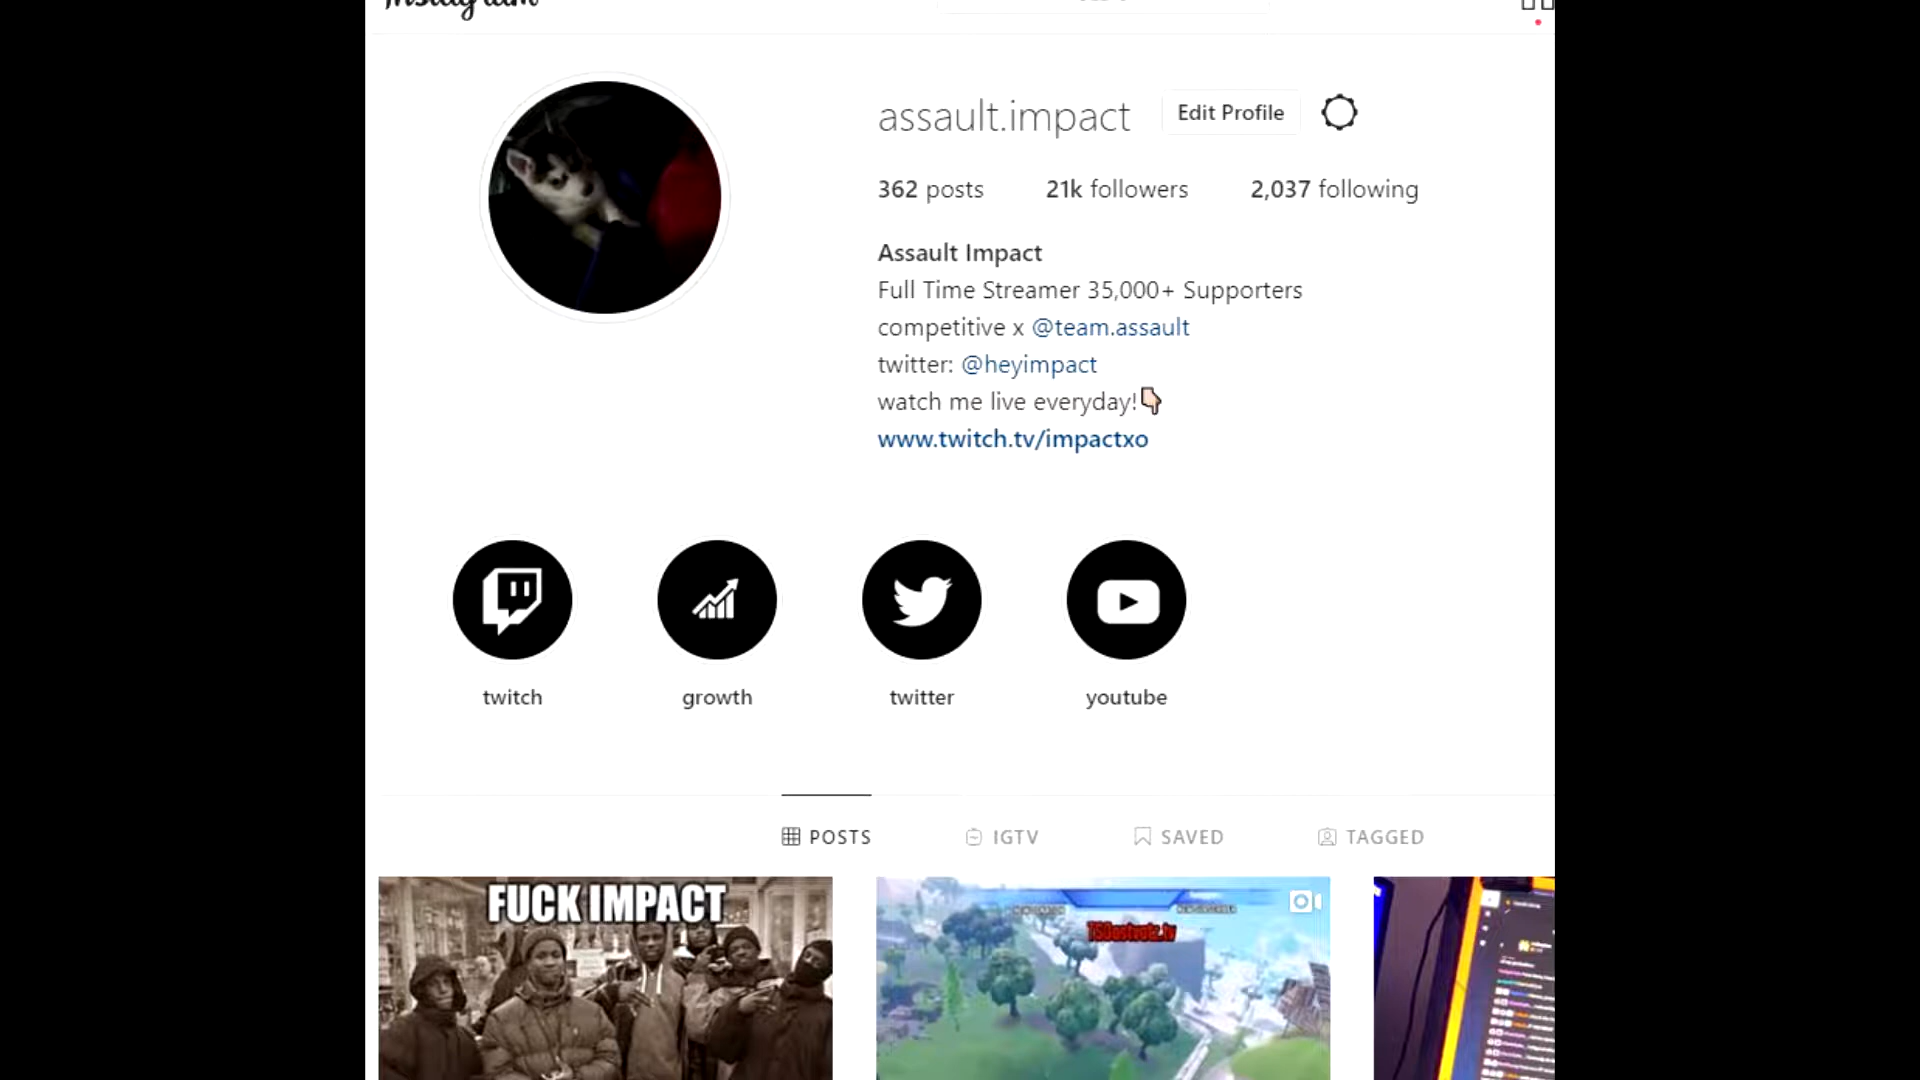 Instagram
assault.impact Edit Profile
362 posts 21k followers 2,037 following
Assault Impact
Full Time Streamer 35,000+ Supporters
competitive x @team.assault
twitter: @heyimpact
watch me live everyday!👇🏻
www.twitch.tv/impactxo
twitch growth twitter youtube
POSTS IGTV SAVED TAGGED
FUCK IMPACT